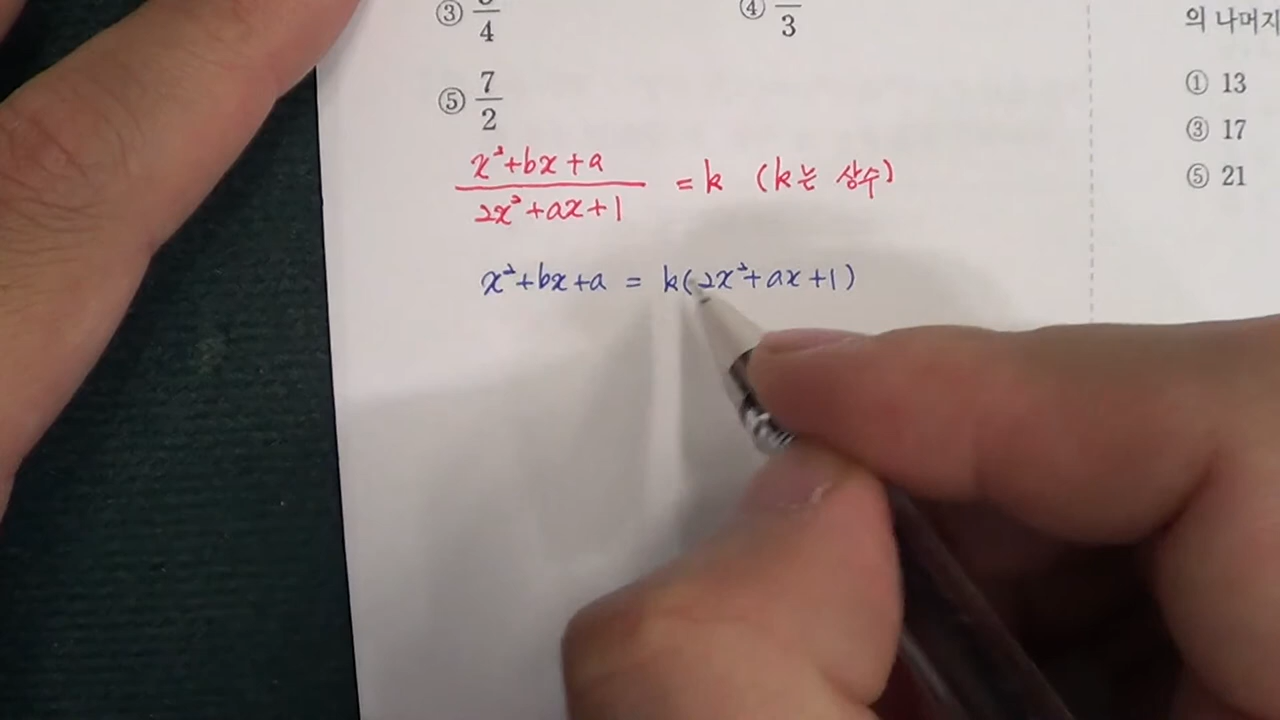 ③ /4
④ /3
⑤ 7/2
x²+bx+a / 2x²+ax+1 = k (k는 상수)
x²+bx+a = k(2x²+ax+1)
의 나머지
① 13
③ 17
⑤ 21